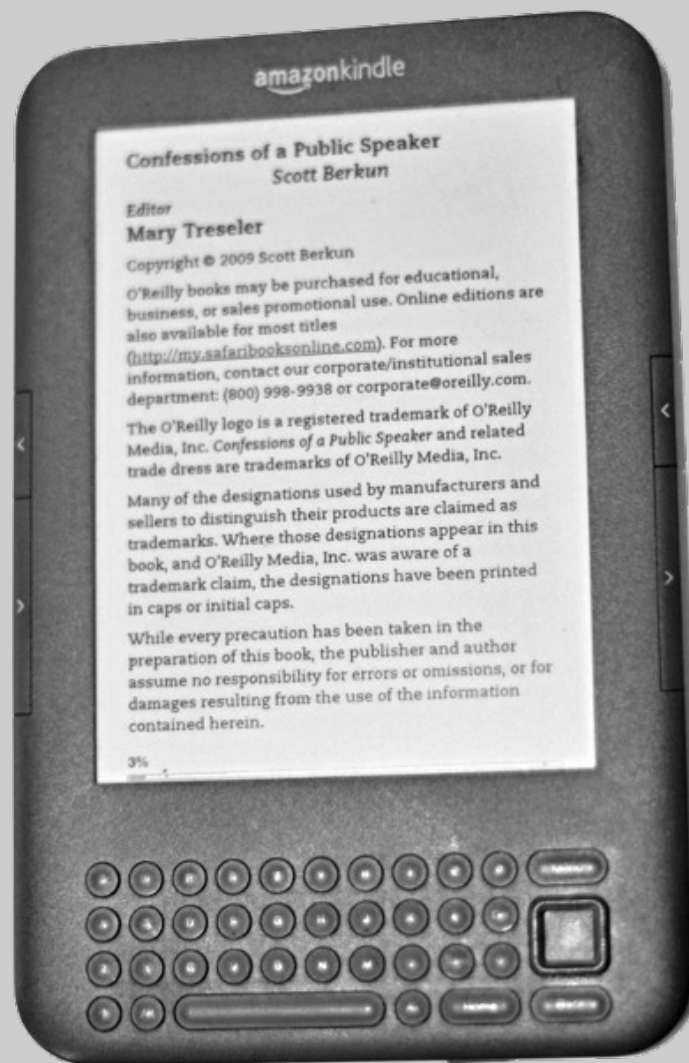 amazonkindle
Confessions of a Public Speaker
Scott Berkun
Editor
Mary Treseler
Copyright © 2009 Scott Berkun
O'Reilly books may be purchased for educational,
business, or sales promotional use. Online editions are
also available for most titles
(http://my.safaribooksonline.com). For more
information, contact our corporate/institutional sales
department: (800) 998-9938 or corporate@oreilly.com.
The O'Reilly logo is a registered trademark of O'Reilly
Media, Inc. Confessions of a Public Speaker and related
trade dress are trademarks of O'Reilly Media, Inc.
Many of the designations used by manufacturers and
sellers to distinguish their products are claimed as
trademarks. Where those designations appear in this
book, and O'Reilly Media, Inc. was aware of a
trademark claim, the designations have been printed
in caps or initial caps.
While every precaution has been taken in the
preparation of this book, the publisher and author
assume no responsibility for errors or omissions, or for
damages resulting from the use of the information
contained herein.
3%